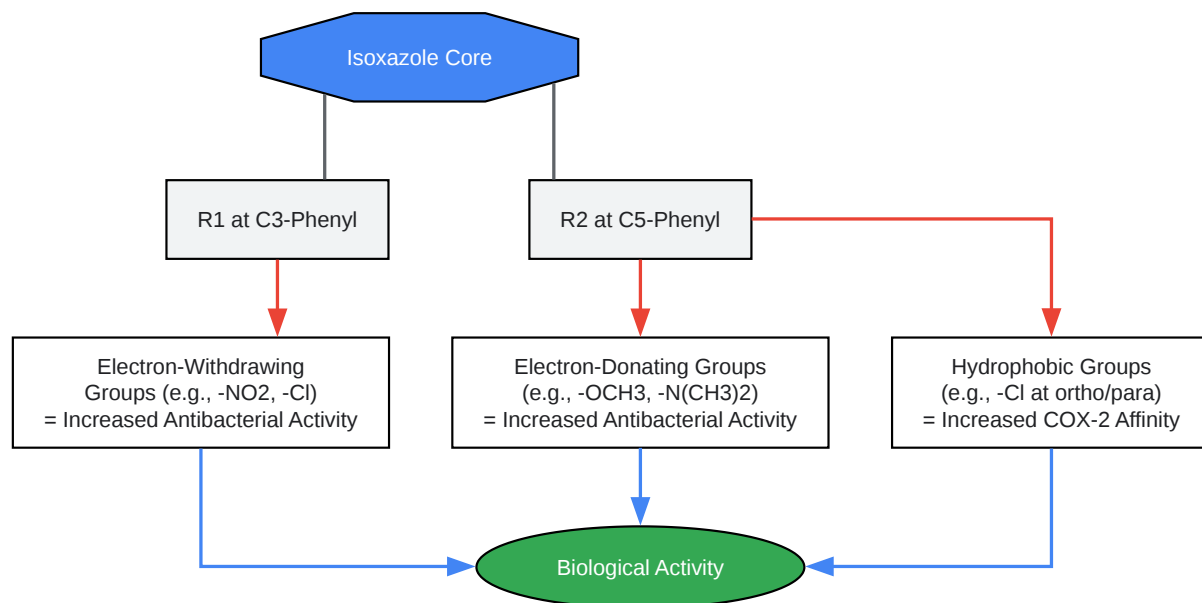 Isoxazole Core
R1 at C3-Phenyl
R2 at C5-Phenyl
Electron-Withdrawing
Groups (e.g., -NO2, -Cl)
= Increased Antibacterial Activity
Electron-Donating Groups
(e.g., -OCH3, -N(CH3)2)
= Increased Antibacterial Activity
Hydrophobic Groups
(e.g., -Cl at ortho/para)
= Increased COX-2 Affinity
Biological Activity